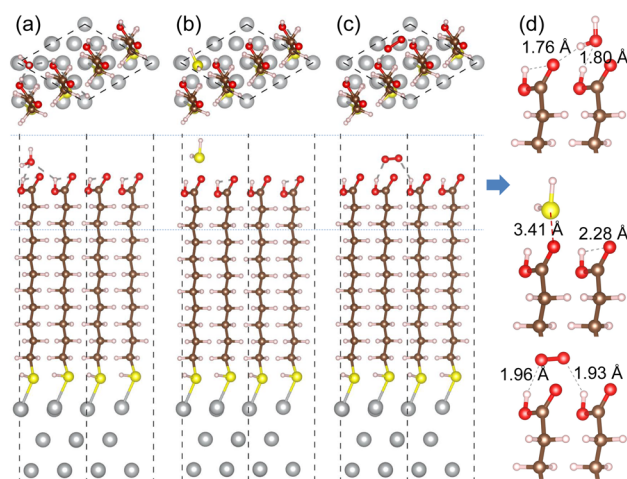 (a) (b) (c) (d)
1.76 Å
1.80 Å
3.41 Å 2.28 Å
1.96 Å 1.93 Å